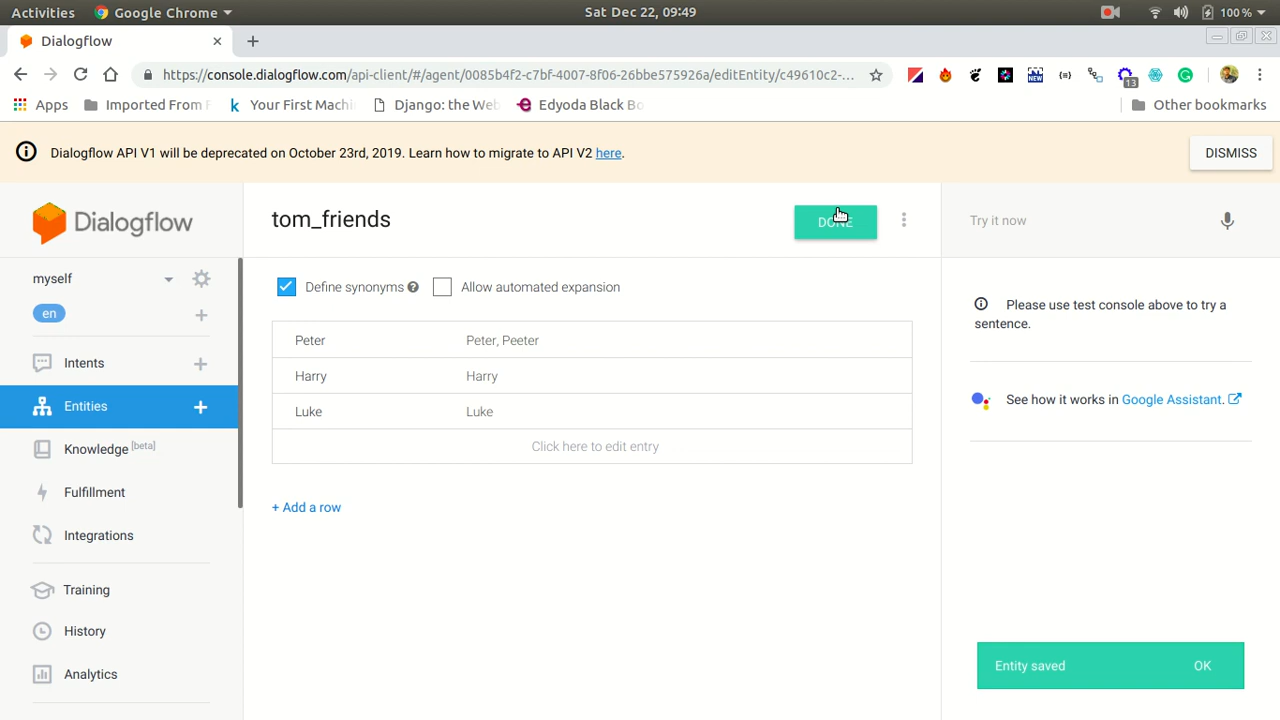 Activities Google Chrome Sat Dec 22, 09:49 100 %
Dialogflow
https://console.dialogflow.com/api-client/#/agent/0085b4f2-c7bf-4007-8f06-26bbe575926a/editEntity/c49610c2-...
NEW
13
Apps Imported From F Your First Machi Django: the Web Edyoda Black Bo Other bookmarks
Dialogflow API V1 will be deprecated on October 23rd, 2019. Learn how to migrate to API V2 here. DISMISS
Dialogflow tom_friends DONE Try it now
myself Define synonyms Allow automated expansion
en
Please use test console above to try a
sentence.
Peter Peter, Peeter
Intents
Harry Harry
Entities
Luke Luke
See how it works in Google Assistant.
Knowledge [beta]
Click here to edit entry
Fulfillment
+ Add a row
Integrations
Training
History
Analytics
Entity saved OK